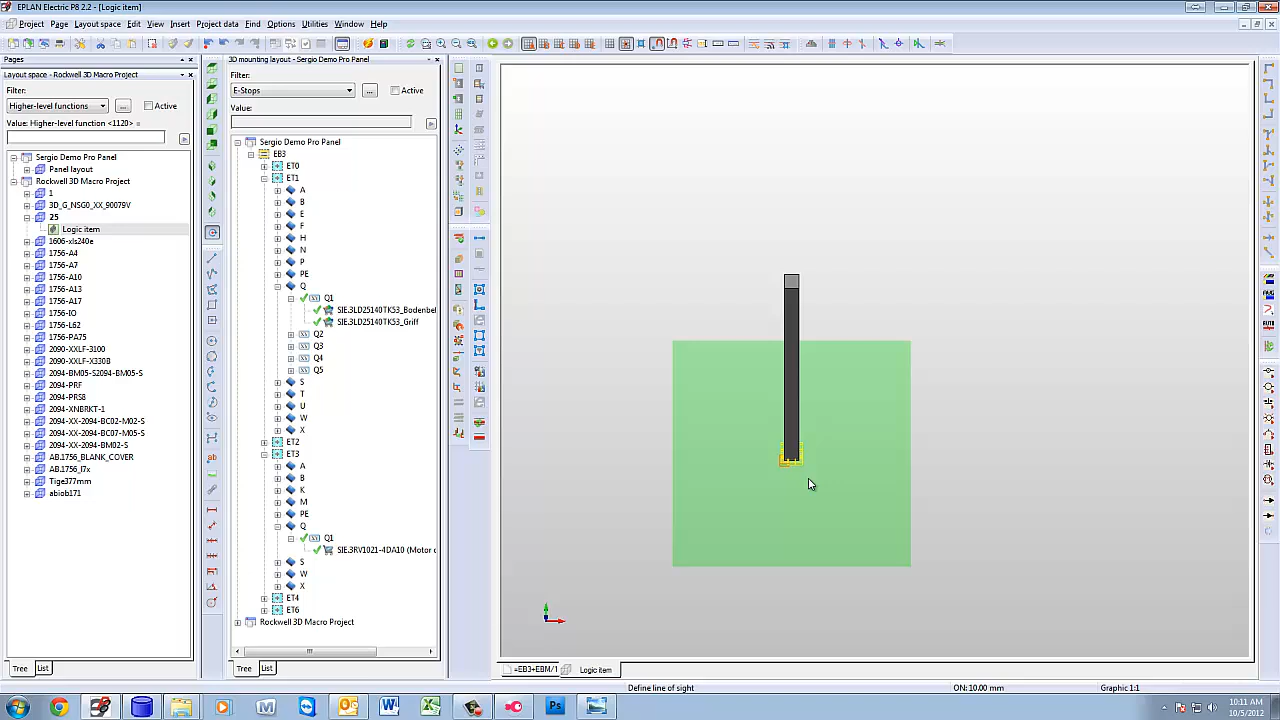 EPLAN Electric P8 2.2 - [Logic item]
Project Page Layout space Edit View Insert Project data Find Options Utilities Window Help
Pages
Layout space - Rockwell 3D Macro Project
Filter:
Higher-level functions ... Active
Value: Higher-level function <1120> =
Sergio Demo Pro Panel
Panel layout
Rockwell 3D Macro Project
1
3D_G_NSG0_XX_90079V
25
Logic item
1606-xls240e
1756-A4
1756-A7
1756-A10
1756-A13
1756-A17
1756-IO
1756-L62
1756-PA75
2090-XXLF-3100
2090-XXLF-X330B
2094-BM05-S2094-BM05-S
2094-PRF
2094-PRS8
2094-XNBRKT-1
2094-XX-2094-BC02-M02-S
2094-XX-2094-BC07-M05-S
2094-XX-2094-BM02-S
AB.1756_BLANK_COVER
AB.1756_I7X
Tige377mm
abiob171
Tree List
3D mounting layout - Sergio Demo Pro Panel
Filter:
E-Stops ... Active
Value:
Sergio Demo Pro Panel
EB3
ET0
ET1
A
B
E
F
H
N
P
PE
Q
Q1
SIE.3LD25140TK53_Bodenbe
SIE.3LD25140TK53_Griff
Q2
Q3
Q4
Q5
S
T
U
W
X
ET2
ET3
A
B
K
M
PE
Q
Q1
SIE.3RV1021-4DA10 (Motor c
S
W
X
ET4
ET6
Rockwell 3D Macro Project
Tree List
=EB3+EBM/1 Logic item
Define line of sight ON: 10.00 mm Graphic 1:1
10:11 AM
10/5/2012